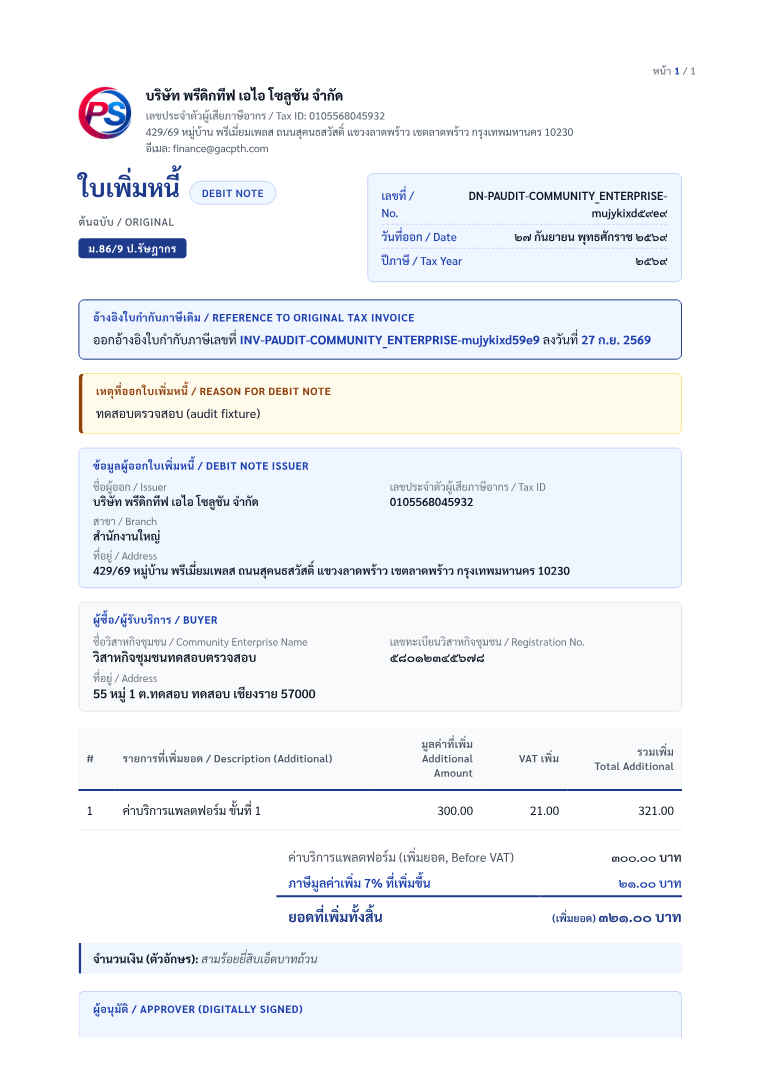 หน้า 1 / 1
PS
บริษัท พรีดิกทีฟ เอไอ โซลูชัน จำกัด
เลขประจำตัวผู้เสียภาษีอากร / Tax ID: 0105568045932
429/69 หมู่บ้าน พรีเมี่ยมเพลส ถนนสุคนธสวัสดิ์ แขวงลาดพร้าว เขตลาดพร้าว กรุงเทพมหานคร 10230
อีเมล: finance@gacpth.com
ใบเพิ่มหนี้ DEBIT NOTE
ต้นฉบับ / ORIGINAL
ม.86/9 ป.รัษฎากร
เลขที่ / No. DN-PAUDIT-COMMUNITY_ENTERPRISE-
mujykixd๕๙e๙
วันที่ออก / Date ๒๗ กันยายน พุทธศักราช ๒๕๖๙
ปีภาษี / Tax Year ๒๕๖๙
อ้างอิงใบกำกับภาษีเดิม / REFERENCE TO ORIGINAL TAX INVOICE
ออกอ้างอิงใบกำกับภาษีเลขที่ INV-PAUDIT-COMMUNITY_ENTERPRISE-mujykixd59e9 ลงวันที่ 27 ก.ย. 2569
เหตุที่ออกใบเพิ่มหนี้ / REASON FOR DEBIT NOTE
ทดสอบตรวจสอบ (audit fixture)
ข้อมูลผู้ออกใบเพิ่มหนี้ / DEBIT NOTE ISSUER
ชื่อผู้ออก / Issuer เลขประจำตัวผู้เสียภาษีอากร / Tax ID
บริษัท พรีดิกทีฟ เอไอ โซลูชัน จำกัด 0105568045932
สาขา / Branch
สำนักงานใหญ่
ที่อยู่ / Address
429/69 หมู่บ้าน พรีเมี่ยมเพลส ถนนสุคนธสวัสดิ์ แขวงลาดพร้าว เขตลาดพร้าว กรุงเทพมหานคร 10230
ผู้ซื้อ/ผู้รับบริการ / BUYER
ชื่อวิสาหกิจชุมชน / Community Enterprise Name เลขทะเบียนวิสาหกิจชุมชน / Registration No.
วิสาหกิจชุมชนทดสอบตรวจสอบ ๕๘๐๑๒๓๔๕๖๗๘
ที่อยู่ / Address
55 หมู่ 1 ต.ทดสอบ ทดสอบ เชียงราย 57000
# รายการที่เพิ่มยอด / Description (Additional) มูลค่าที่เพิ่ม Additional Amount VAT เพิ่ม รวมเพิ่ม Total Additional
1 ค่าบริการแพลตฟอร์ม ขั้นที่ 1 300.00 21.00 321.00
ค่าบริการแพลตฟอร์ม (เพิ่มยอด, Before VAT) ๓๐๐.๐๐ บาท
ภาษีมูลค่าเพิ่ม 7% ที่เพิ่มขึ้น ๒๑.๐๐ บาท
ยอดที่เพิ่มทั้งสิ้น (เพิ่มยอด) ๓๒๑.๐๐ บาท
จำนวนเงิน (ตัวอักษร): สามร้อยยี่สิบเอ็ดบาทถ้วน
ผู้อนุมัติ / APPROVER (DIGITALLY SIGNED)